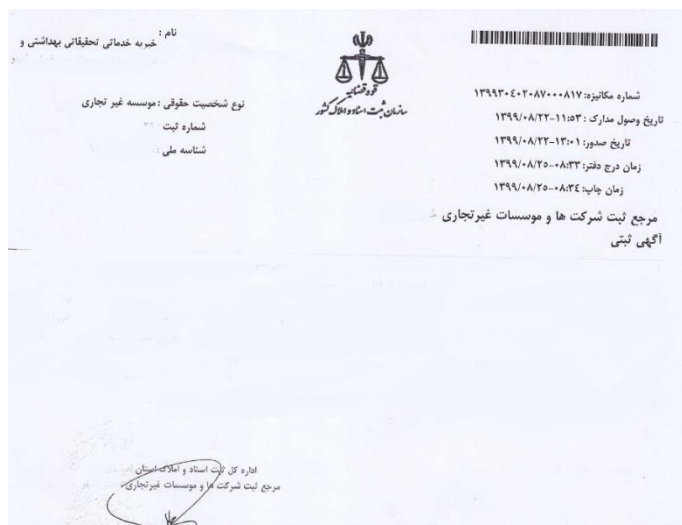 شماره مکانیزه: ۱۳۹۹۳۰۴۰۲۰۸۷۰۰۰۸۱۷
تاریخ وصول مدارک : ۱۱:۵۳-۱۳۹۹/۰۸/۲۲
تاریخ صدور: ۱۳:۰۱-۱۳۹۹/۰۸/۲۲
زمان درج دفتر: ۰۸:۳۳-۱۳۹۹/۰۸/۲۵
زمان چاپ: ۰۸:۳۴-۱۳۹۹/۰۸/۲۵
قوه قضائیه
سازمان ثبت اسناد و املاک کشور
نام :
خیریه خدماتی تحقیقاتی بهداشتی و
نوع شخصیت حقوقی : موسسه غیر تجاری
شماره ثبت :
شناسه ملی :
مرجع ثبت شرکت ها و موسسات غیرتجاری
آگهی ثبتی
اداره کل ثبت اسناد و املاک استان
مرجع ثبت شرکت ها و موسسات غیرتجاری